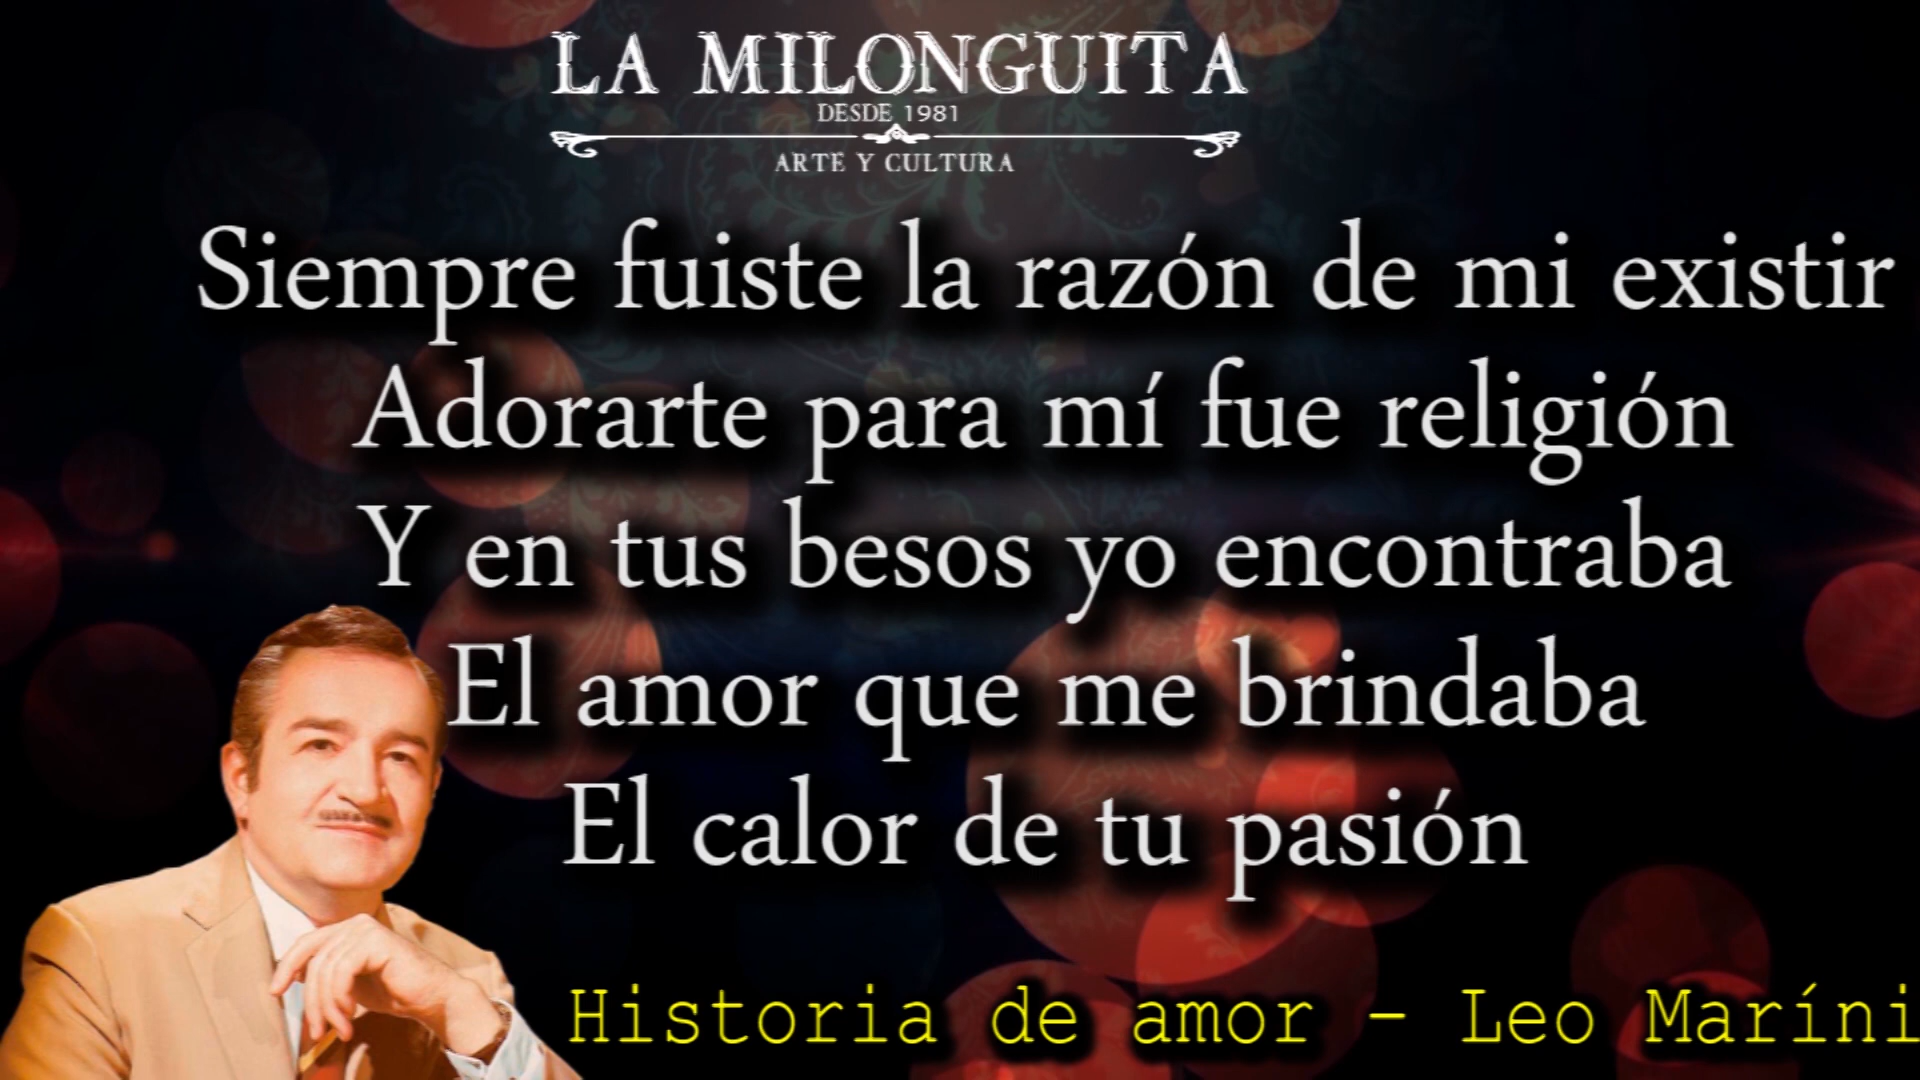 LA MILONGUITA
DESDE 1981
ARTE Y CULTURA
Siempre fuiste la razón de mi existir
Adorarte para mí fue religión
Y en tus besos yo encontraba
El amor que me brindaba
El calor de tu pasión
Historia de amor - Leo Maríni